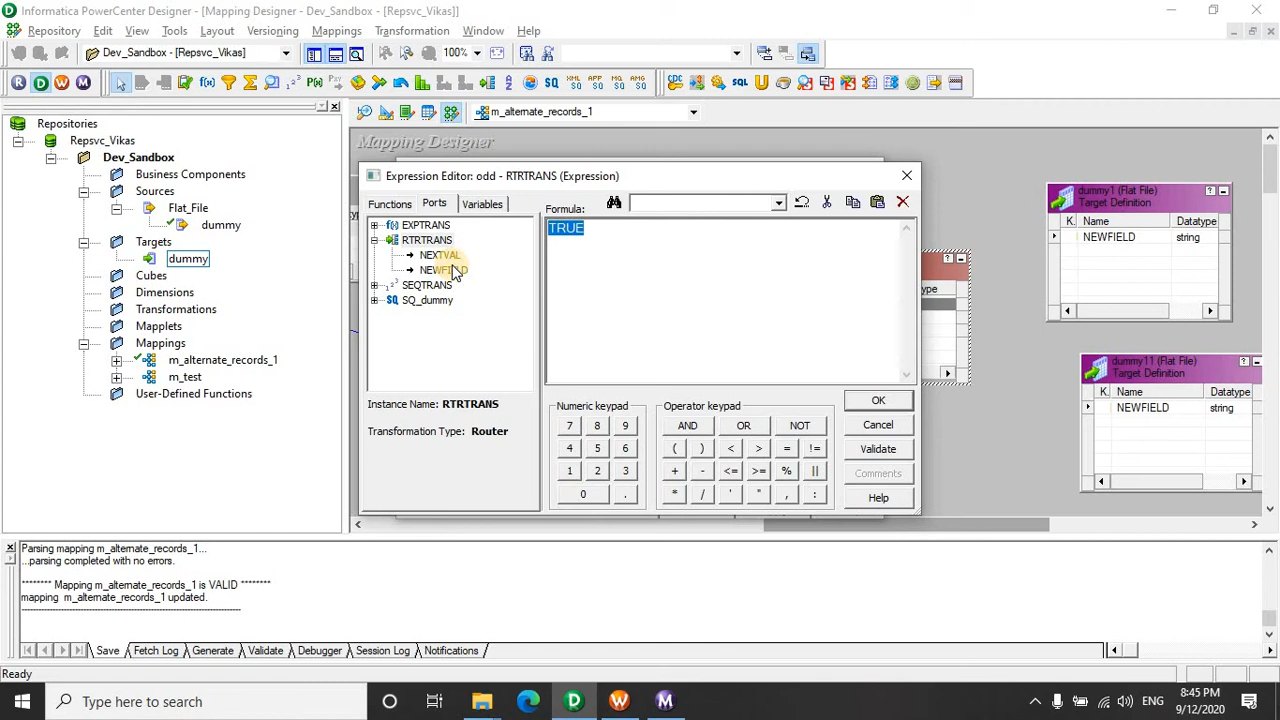 Informatica PowerCenter Designer - [Mapping Designer - Dev_Sandbox - [Repsvc_Vikas]]
Repository Edit View Tools Layout Versioning Mappings Transformation Window Help
Dev_Sandbox - [Repsvc_Vikas] 100%
R D W M
m_alternate_records_1
Repositories
Repsvc_Vikas
Dev_Sandbox
Business Components
Sources
Flat_File
dummy
Targets
dummy
Cubes
Dimensions
Transformations
Mapplets
Mappings
m_alternate_records_1
m_test
User-Defined Functions
Mapping Designer
Expression Editor: odd - RTRTRANS (Expression)
Functions Ports Variables
Formula:
TRUE
EXPTRANS
RTRTRANS
NEXTVAL
NEWFIELD
SEQTRANS
SQ_dummy
Instance Name: RTRTRANS
Transformation Type: Router
Numeric keypad
7 8 9
4 5 6
1 2 3
0 .
Operator keypad
AND OR NOT
( ) < > = !=
+ - <= >= % ||
* / ' " , :
OK
Cancel
Validate
Comments
Help
dummy1 (Flat File)
Target Definition
K. Name Datatype
NEWFIELD string
dummy11 (Flat File)
Target Definition
K. Name Datatype
NEWFIELD string
Parsing mapping m_alternate_records_1...
...parsing completed with no errors.
******** Mapping m_alternate_records_1 is VALID ********
mapping m_alternate_records_1 updated.
Save Fetch Log Generate Validate Debugger Session Log Notifications
Ready
Type here to search
ENG
8:45 PM
9/12/2020